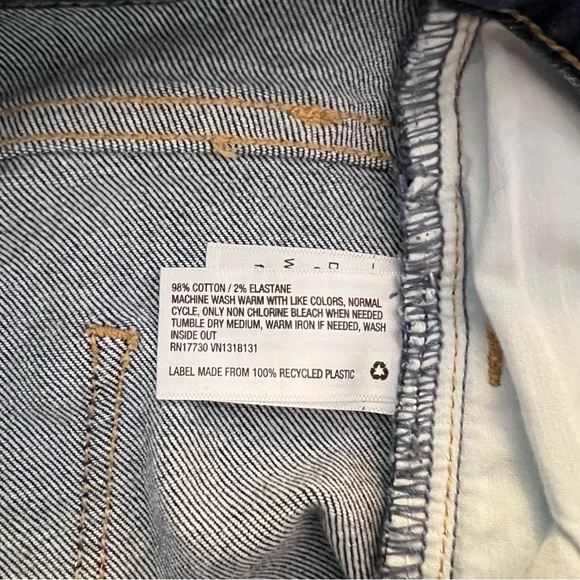 98% COTTON / 2% ELASTANE
MACHINE WASH WARM WITH LIKE COLORS, NORMAL
CYCLE, ONLY NON CHLORINE BLEACH WHEN NEEDED
TUMBLE DRY MEDIUM, WARM IRON IF NEEDED, WASH
INSIDE OUT
RN17730 VN1318131
LABEL MADE FROM 100% RECYCLED PLASTIC